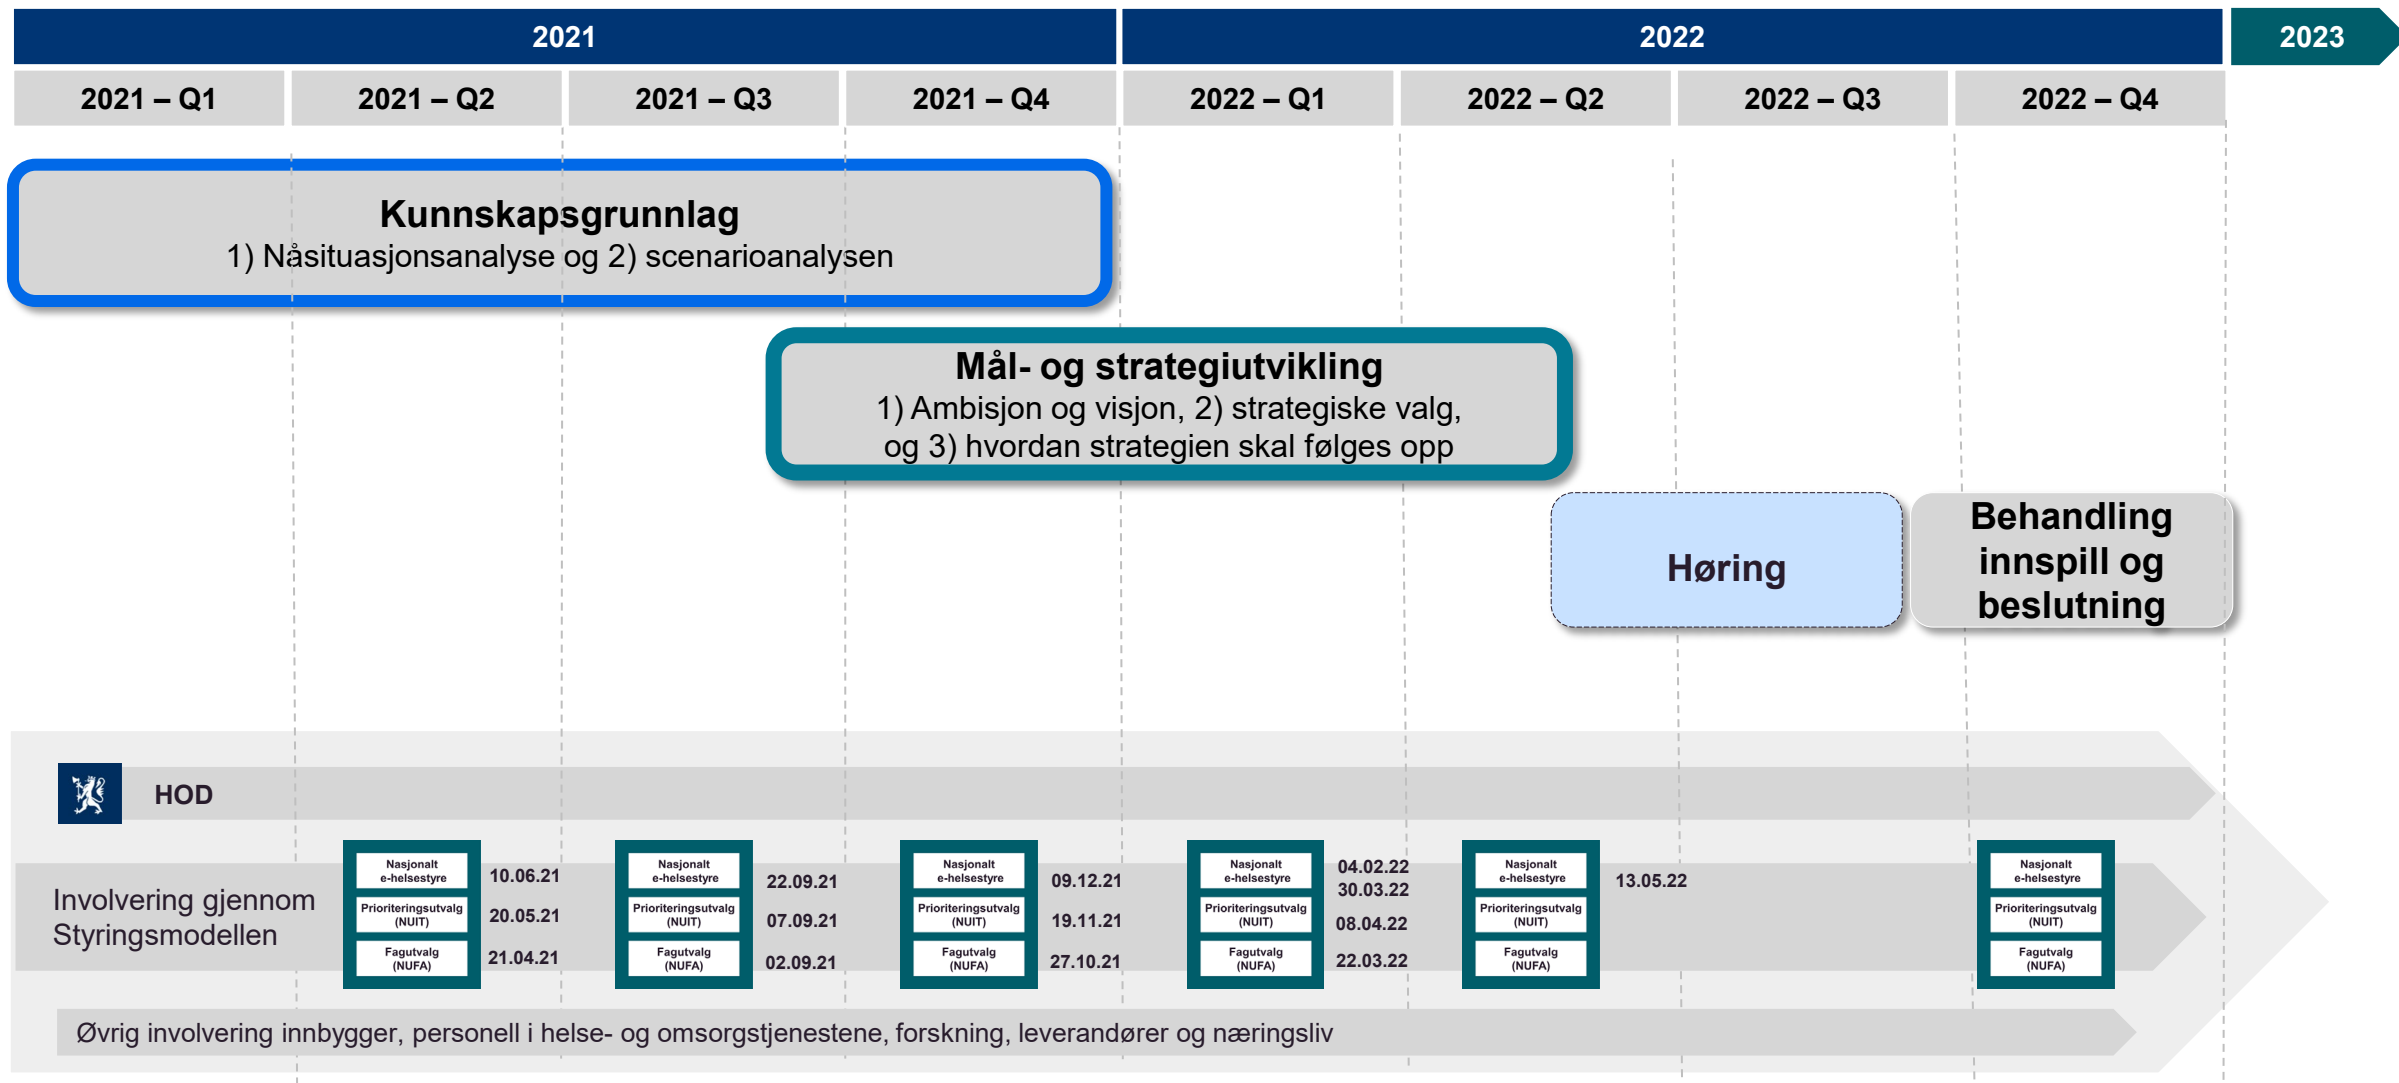 2021
2022
2023
2021 – Q1
2021 – Q2
2021 – Q3
2021 – Q4
2022 – Q1
2022 – Q2
2022 – Q3
2022 – Q4
Kunnskapsgrunnlag
1) Nåsituasjonsanalyse og 2) scenarioanalysen
Mål- og strategiutvikling
1) Ambisjon og visjon, 2) strategiske valg,
og 3) hvordan strategien skal følges opp
Høring
Behandling
innspill og
beslutning
HOD
Involvering gjennom
Styringsmodellen
Nasjonalt
e-helsestyre
Prioriteringsutvalg
(NUIT)
Fagutvalg
(NUFA)
10.06.21
20.05.21
21.04.21
Nasjonalt
e-helsestyre
Prioriteringsutvalg
(NUIT)
Fagutvalg
(NUFA)
22.09.21
07.09.21
02.09.21
Nasjonalt
e-helsestyre
Prioriteringsutvalg
(NUIT)
Fagutvalg
(NUFA)
09.12.21
19.11.21
27.10.21
Nasjonalt
e-helsestyre
Prioriteringsutvalg
(NUIT)
Fagutvalg
(NUFA)
04.02.22
30.03.22
08.04.22
22.03.22
Nasjonalt
e-helsestyre
Prioriteringsutvalg
(NUIT)
Fagutvalg
(NUFA)
13.05.22
Nasjonalt
e-helsestyre
Prioriteringsutvalg
(NUIT)
Fagutvalg
(NUFA)
Øvrig involvering innbygger, personell i helse- og omsorgstjenestene, forskning, leverandører og næringsliv